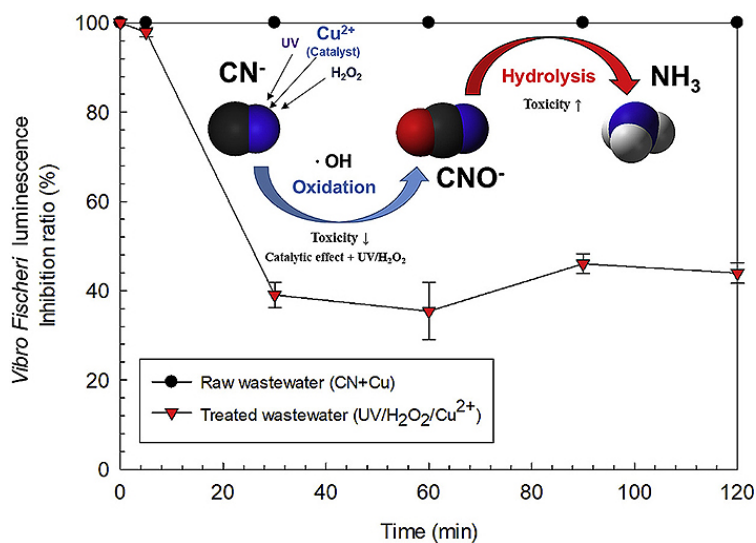 Vibro Fischeri luminescence
Inhibition ratio (%)
100
80
60
40
20
0
CN-
UV
Cu2+
(Catalyst)
H2O2
· OH
Oxidation
Toxicity ↓
Catalytic effect + UV/H2O2
CNO-
Hydrolysis
Toxicity ↑
NH3
Raw wastewater (CN+Cu)
Treated wastewater (UV/H2O2/Cu2+)
0 20 40 60 80 100 120
Time (min)